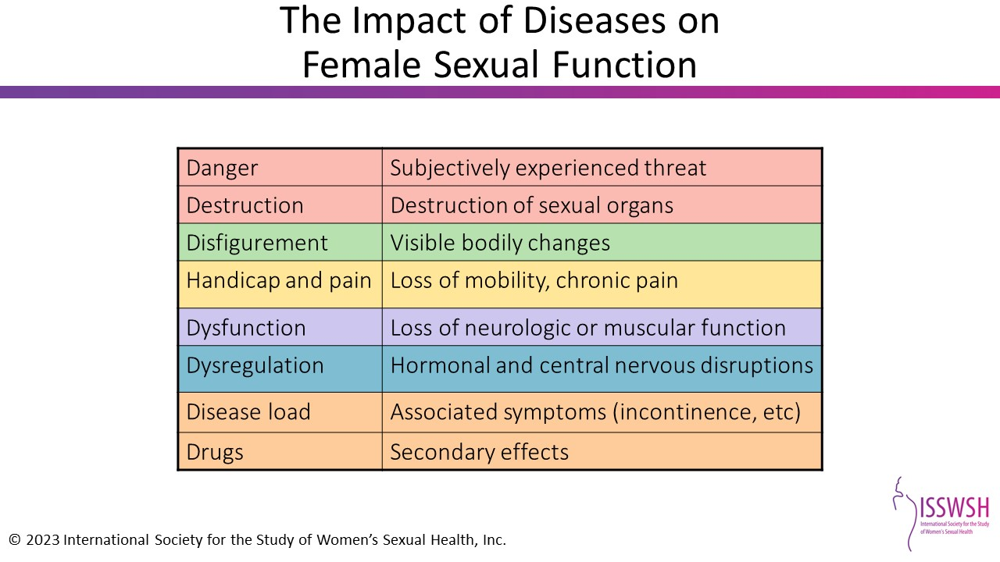 The Impact of Diseases on
Female Sexual Function
Danger Subjectively experienced threat
Destruction Destruction of sexual organs
Disfigurement Visible bodily changes
Handicap and pain Loss of mobility, chronic pain
Dysfunction Loss of neurologic or muscular function
Dysregulation Hormonal and central nervous disruptions
Disease load Associated symptoms (incontinence, etc)
Drugs Secondary effects
ISSWSH
International Society for the Study
of Women's Sexual Health
© 2023 International Society for the Study of Women’s Sexual Health, Inc.